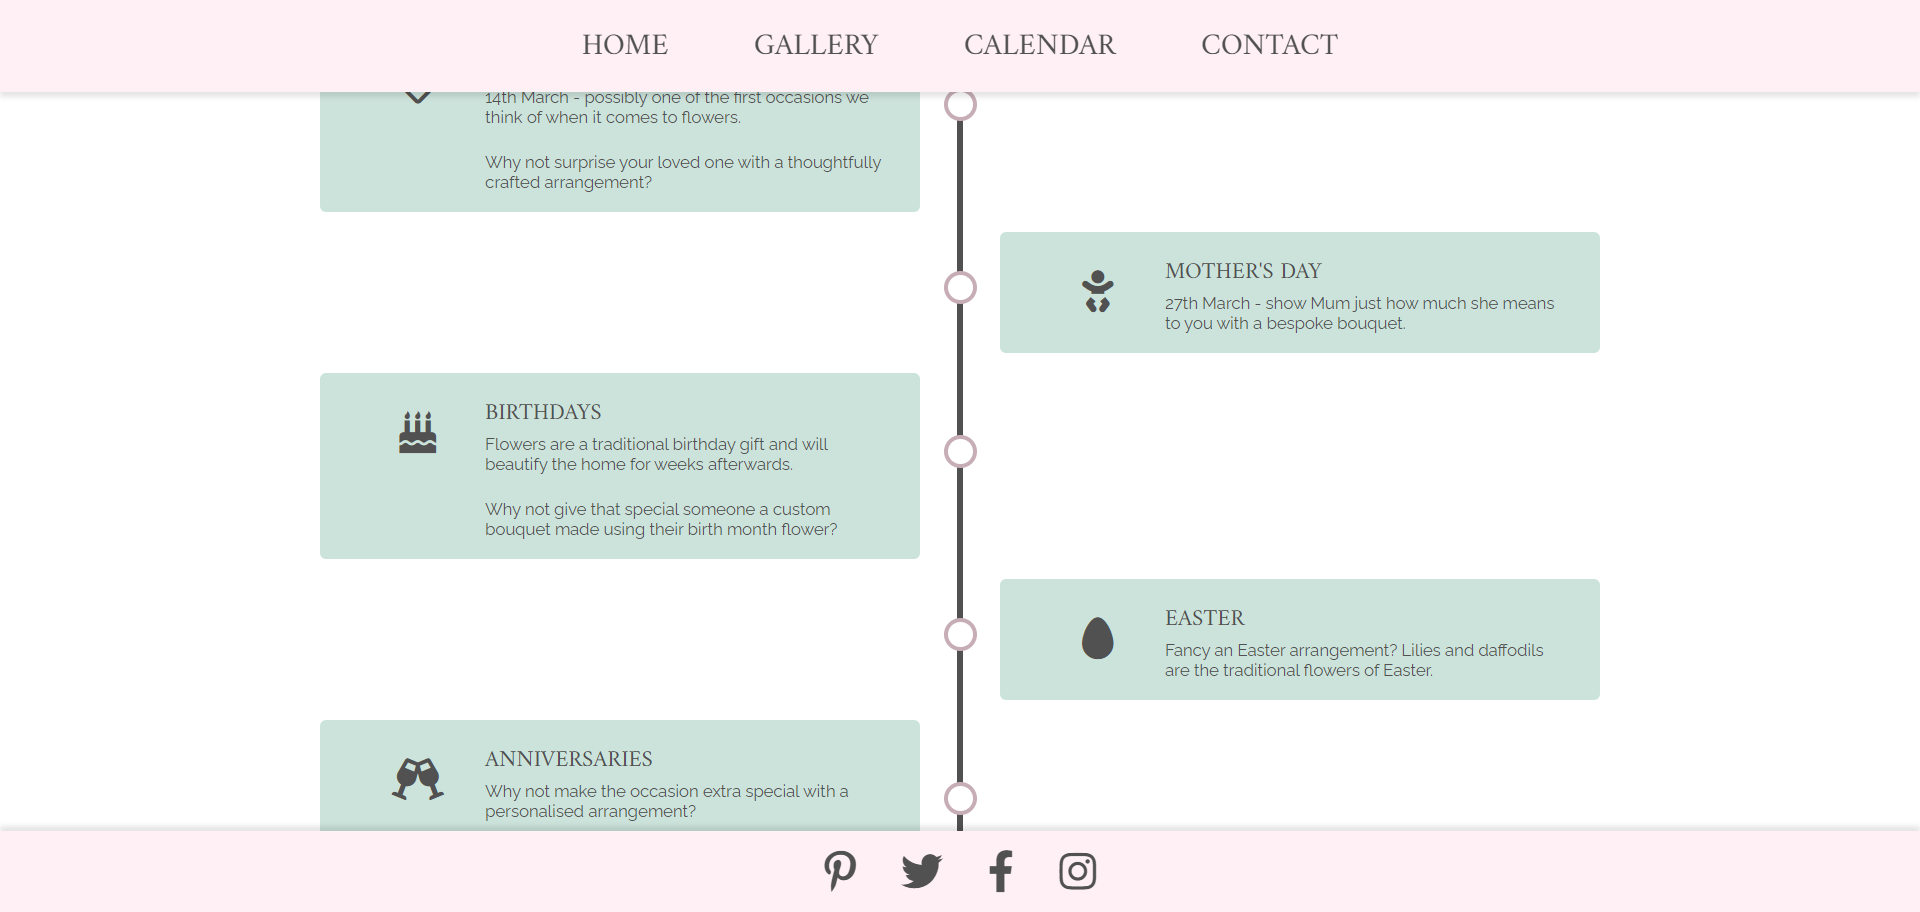 HOME GALLERY CALENDAR CONTACT
14th March - possibly one of the first occasions we
think of when it comes to flowers.
Why not surprise your loved one with a thoughtfully
crafted arrangement?
MOTHER'S DAY
27th March - show Mum just how much she means
to you with a bespoke bouquet.
BIRTHDAYS
Flowers are a traditional birthday gift and will
beautify the home for weeks afterwards.
Why not give that special someone a custom
bouquet made using their birth month flower?
EASTER
Fancy an Easter arrangement? Lilies and daffodils
are the traditional flowers of Easter.
ANNIVERSARIES
Why not make the occasion extra special with a
personalised arrangement?